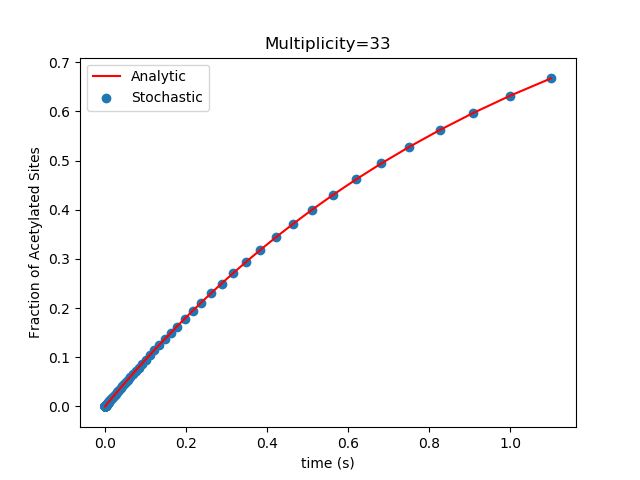 Multiplicity=33
Analytic
Stochastic
Fraction of Acetylated Sites
0.7
0.6
0.5
0.4
0.3
0.2
0.1
0.0
0.0 0.2 0.4 0.6 0.8 1.0
time (s)